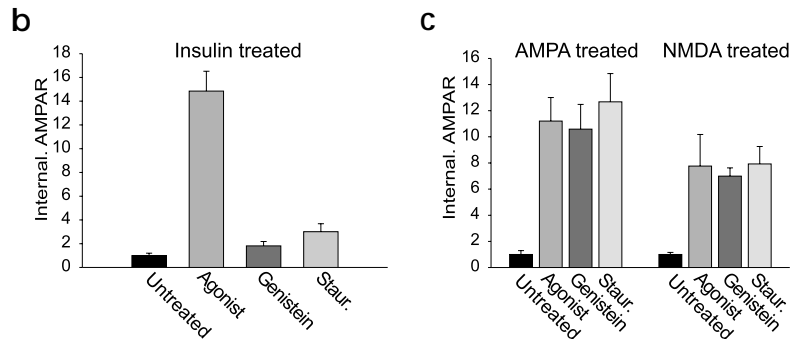 b
Insulin treated
Internal. AMPAR
18
16
14
12
10
8
6
4
2
0
Untreated
Agonist
Genistein
Staur.
c
AMPA treated
NMDA treated
Internal. AMPAR
16
14
12
10
8
6
4
2
0
Untreated
Agonist
Genistein
Staur.
Untreated
Agonist
Genistein
Staur.